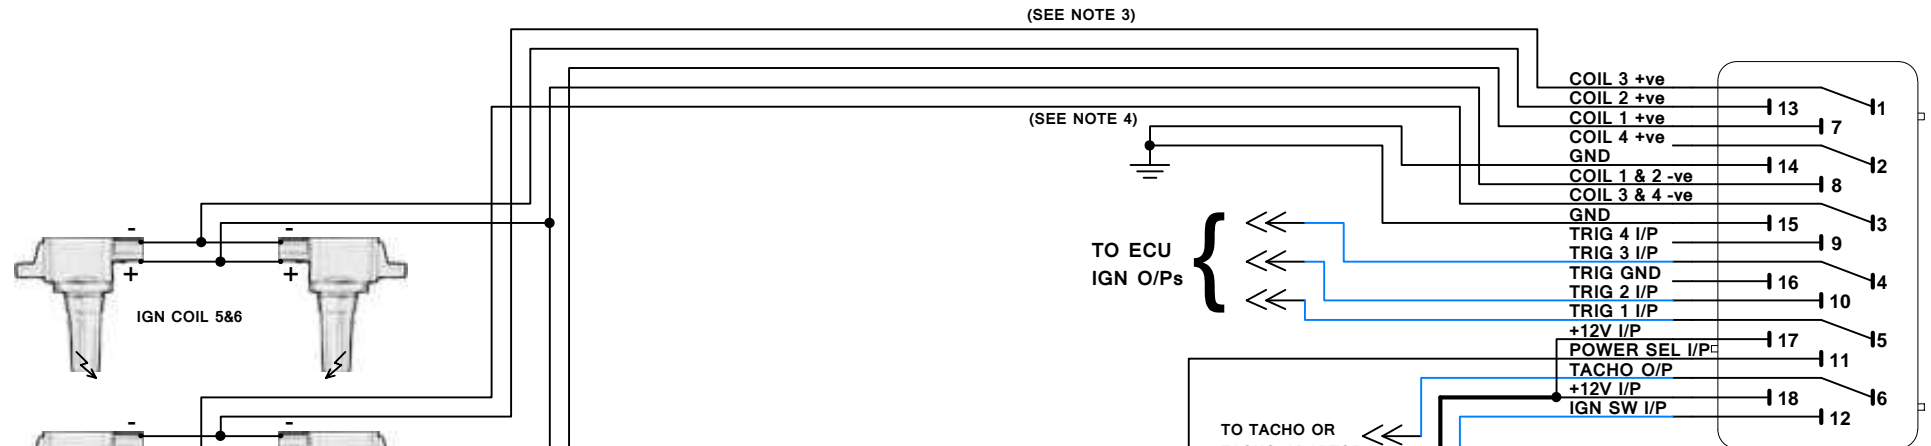 (SEE NOTE 3)
COIL 3 +ve
COIL 2 +ve
13
1
(SEE NOTE 4)
COIL 1 +ve
7
COIL 4 +ve
GND
14
2
COIL 1 & 2 -ve
8
COIL 3 & 4 -ve
GND
15
3
TRIG 4 I/P
9
TO ECU
IGN O/Ps
{
TRIG 3 I/P
TRIG GND
16
4
TRIG 2 I/P
10
TRIG 1 I/P
+12V I/P
17
5
POWER SEL I/P
11
TACHO O/P
+12V I/P
18
6
IGN SW I/P
12
- -
+ +
IGN COIL 5&6
- -
TO TACHO OR